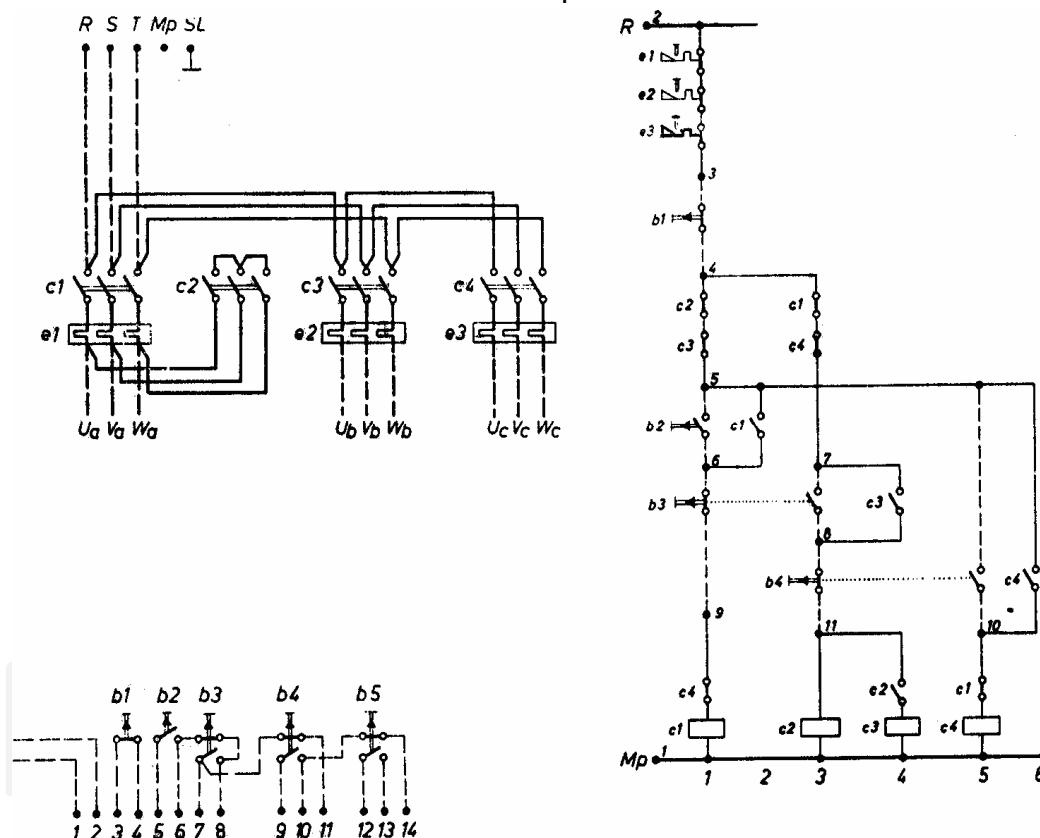 R S T Mp SL
c1 c2 c3 c4
e1 e2 e3
Ua Va Wa Ub Vb Wb Uc Vc Wc
b1 b2 b3 b4 b5
1 2 3 4 5 6 7 8 9 10 11 12 13 14
R 2
e1
e2
e3
3
b1
4
c2 c1
c3 c4
5
b2 c1
6 7
b3 c3
8
b4 c4
9 11 10
c4 c2 c1
c1 c2 c3 c4
Mp 1
1 2 3 4 5 6